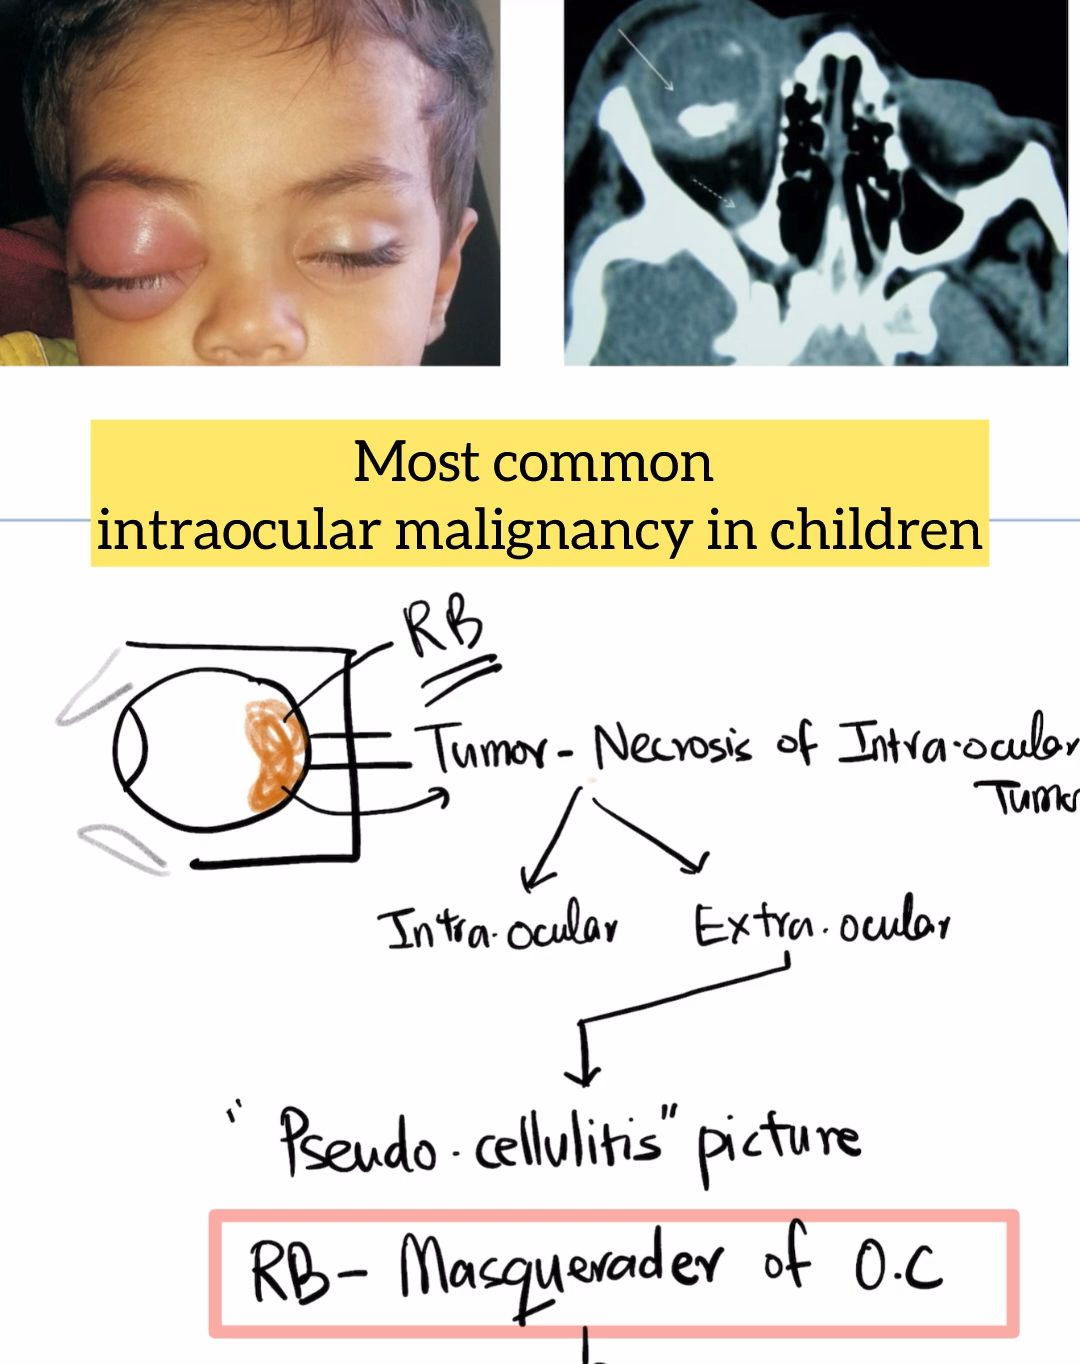 Most common
intraocular malignancy in children
RB
Tumor - Necrosis of Intra-ocular
Intra-ocular Extra-ocular
"Pseudo-cellulitis" picture
RB - Masquerader of O.C